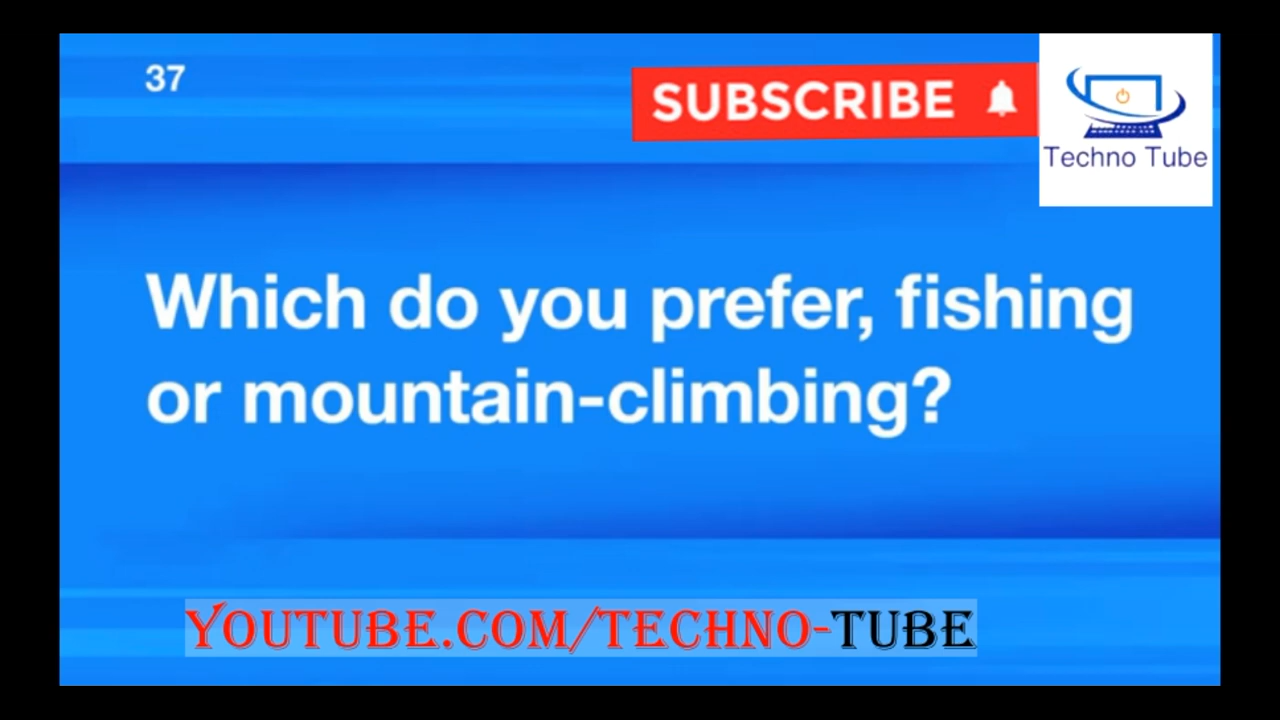 37
SUBSCRIBE
Techno Tube
Which do you prefer, fishing
or mountain-climbing?
YOUTUBE.COM/TECHNO-TUBE